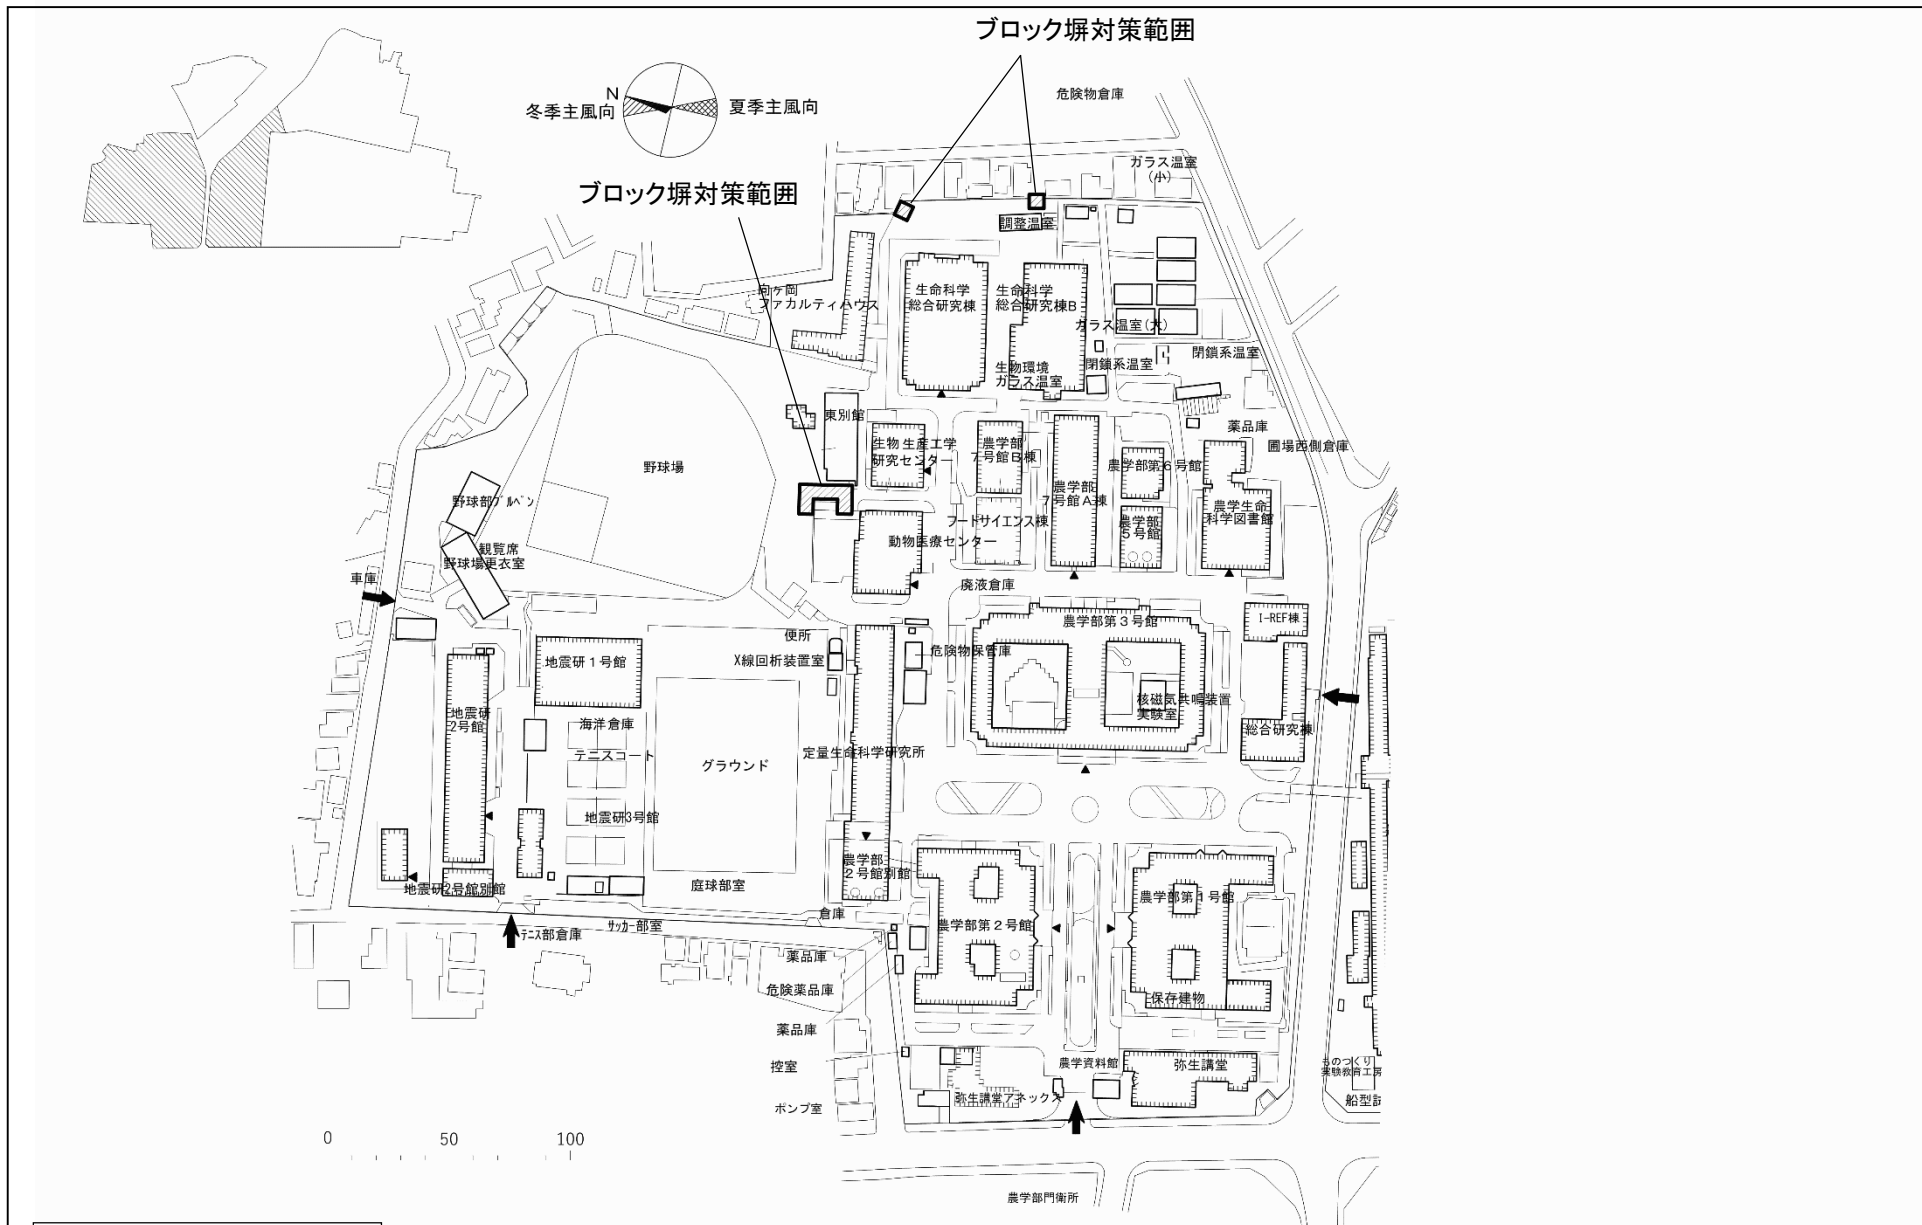 ブロック塀対策範囲
N
冬季主風向
夏季主風向
危険物倉庫
ガラス温室
(小)
ブロック塀対策範囲
調整温室
向ヶ岡
ファカルティハウス
生命科学
総合研究棟
生命科学
総合研究棟B
ガラス温室(大)
閉鎖系温室
閉鎖系温室
生物環境
ガラス温室
東別館
薬品庫
圃場西側倉庫
生物生産工学
研究センター
農学部
7号館B棟
農学部第6号館
野球場
農学部
7号館A棟
野球部ブルペン
農学生命
科学図書館
フードサイエンス棟
農学部
5号館
動物医療センター
観覧席
野球場更衣室
車庫
廃液倉庫
I-REF棟
農学部第3号館
便所
X線回析装置室
危険物保管庫
地震研1号館
核磁気共鳴装置
実験室
地震研
2号館
海洋倉庫
総合研究棟
テニスコート
定量生命科学研究所
グラウンド
地震研3号館
農学部
2号館別館
庭球部室
地震研2号館別館
農学部第1号館
倉庫
農学部第2号館
サッカー部室
テニス部倉庫
薬品庫
危険薬品庫
保存建物
薬品庫
控室
農学資料館
弥生講堂
ものつくり
実験教育工房
弥生講堂アネックス
船型試
ポンプ室
0 50 100
農学部門衛所